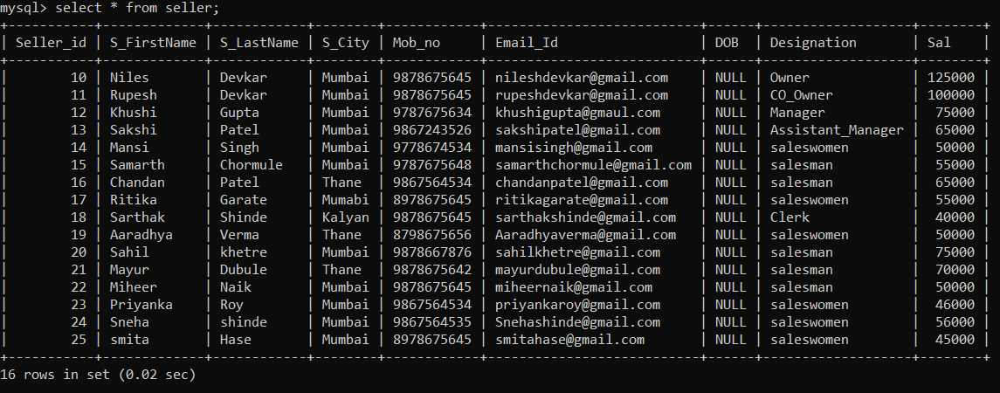 mysql> select * from seller;
+-----------+-------------+------------+--------+------------+---------------------------+------+-------------------+--------+
| Seller_id | S_FirstName | S_LastName | S_City | Mob_no     | Email_Id                  | DOB  | Designation       | Sal    |
+-----------+-------------+------------+--------+------------+---------------------------+------+-------------------+--------+
|        10 | Niles       | Devkar     | Mumbai | 9878675645 | nileshdevkar@gmail.com    | NULL | Owner             | 125000 |
|        11 | Rupesh      | Devkar     | Mumbai | 9878675645 | rupeshdevkar@gmail.com    | NULL | CO_Owner          | 100000 |
|        12 | Khushi      | Gupta      | Mumbai | 9787675634 | khushigupta@gmaul.com     | NULL | Manager           |  75000 |
|        13 | Sakshi      | Patel      | Mumbai | 9867243526 | sakshipatel@gmail.com     | NULL | Assistant_Manager |  65000 |
|        14 | Mansi       | Singh      | Mumbai | 9778674534 | mansisingh@gmail.com      | NULL | saleswomen        |  50000 |
|        15 | Samarth     | Chormule   | Mumbai | 9787675648 | samarthchormule@gmail.com | NULL | salesman          |  55000 |
|        16 | Chandan     | Patel      | Thane  | 9867564534 | chandanpatel@gmail.com    | NULL | salesman          |  65000 |
|        17 | Ritika      | Garate     | Mumabi | 8978675645 | ritikagarate@gmail.com    | NULL | saleswomen        |  55000 |
|        18 | Sarthak     | Shinde     | Kalyan | 9878675645 | sarthakshinde@gmail.com   | NULL | Clerk             |  40000 |
|        19 | Aaradhya    | Verma      | Thane  | 8798675656 | Aaradhyaverma@gmail.com   | NULL | saleswomen        |  50000 |
|        20 | Sahil       | khetre     | Mumbai | 9878667876 | sahilkhetre@gmail.com     | NULL | salesman          |  75000 |
|        21 | Mayur       | Dubule     | Thane  | 9878675642 | mayurdubule@gmail.com     | NULL | salesman          |  70000 |
|        22 | Miheer      | Naik       | Mumbai | 9878675645 | miheernaik@gmail.com      | NULL | salesman          |  50000 |
|        23 | Priyanka    | Roy        | Mumbai | 9867564534 | priyankaroy@gmail.com     | NULL | saleswomen        |  46000 |
|        24 | Sneha       | shinde     | Mumbai | 9867564535 | Snehashinde@gmail.com     | NULL | saleswomen        |  56000 |
|        25 | smita       | Hase       | Mumbai | 8978675645 | smitahase@gmail.com       | NULL | saleswomen        |  45000 |
+-----------+-------------+------------+--------+------------+---------------------------+------+-------------------+--------+
16 rows in set (0.02 sec)